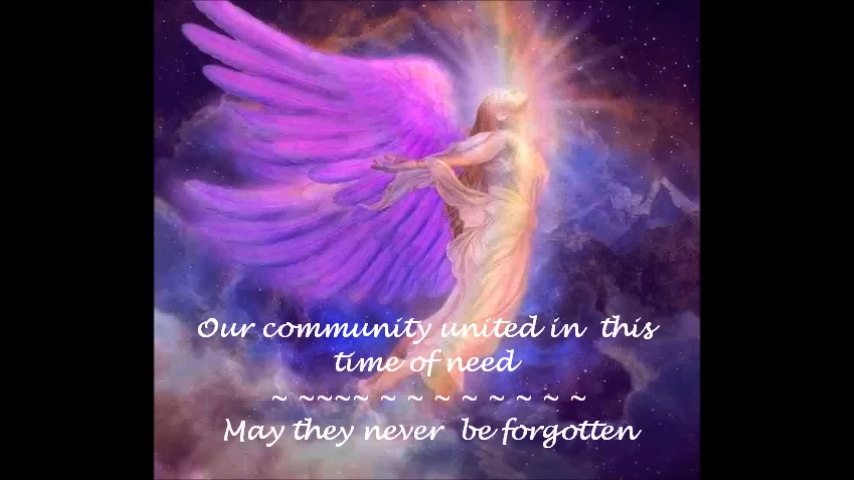 Our community united in this
time of need
~ ~~~~ ~ ~ ~ ~ ~ ~ ~ ~
May they never be forgotten